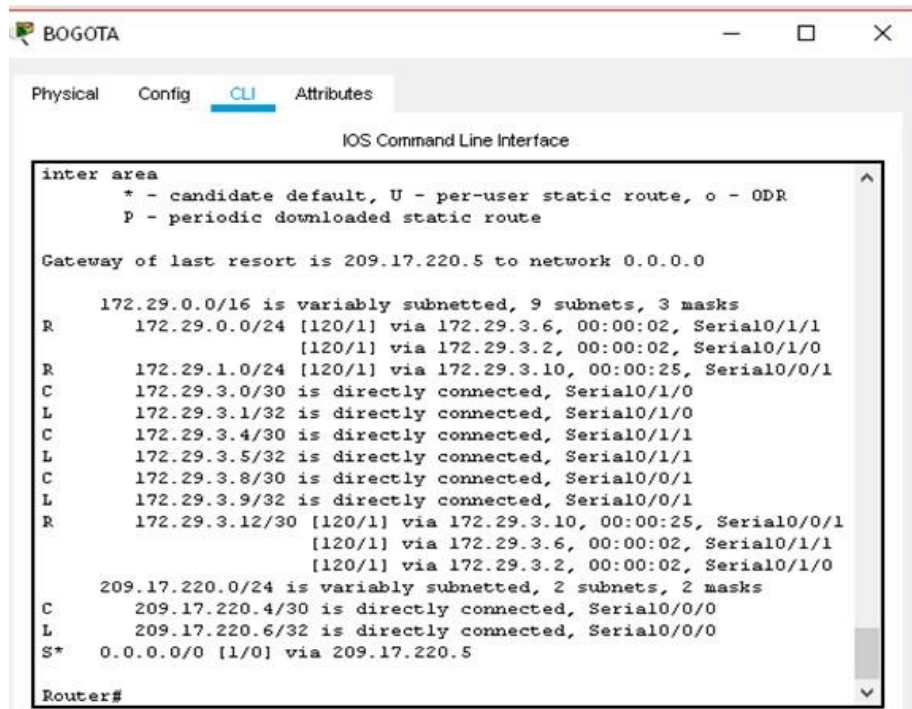 BOGOTA
Physical Config CLI Attributes
IOS Command Line Interface
inter area
* - candidate default, U - per-user static route, o - ODR
P - periodic downloaded static route
Gateway of last resort is 209.17.220.5 to network 0.0.0.0
172.29.0.0/16 is variably subnetted, 9 subnets, 3 masks
R 172.29.0.0/24 [120/1] via 172.29.3.6, 00:00:02, Serial0/1/1
[120/1] via 172.29.3.2, 00:00:02, Serial0/1/0
R 172.29.1.0/24 [120/1] via 172.29.3.10, 00:00:25, Serial0/0/1
C 172.29.3.0/30 is directly connected, Serial0/1/0
L 172.29.3.1/32 is directly connected, Serial0/1/0
C 172.29.3.4/30 is directly connected, Serial0/1/1
L 172.29.3.5/32 is directly connected, Serial0/1/1
C 172.29.3.8/30 is directly connected, Serial0/0/1
L 172.29.3.9/32 is directly connected, Serial0/0/1
R 172.29.3.12/30 [120/1] via 172.29.3.10, 00:00:25, Serial0/0/1
[120/1] via 172.29.3.6, 00:00:02, Serial0/1/1
[120/1] via 172.29.3.2, 00:00:02, Serial0/1/0
209.17.220.0/24 is variably subnetted, 2 subnets, 2 masks
C 209.17.220.4/30 is directly connected, Serial0/0/0
L 209.17.220.6/32 is directly connected, Serial0/0/0
S* 0.0.0.0/0 [1/0] via 209.17.220.5
Router#